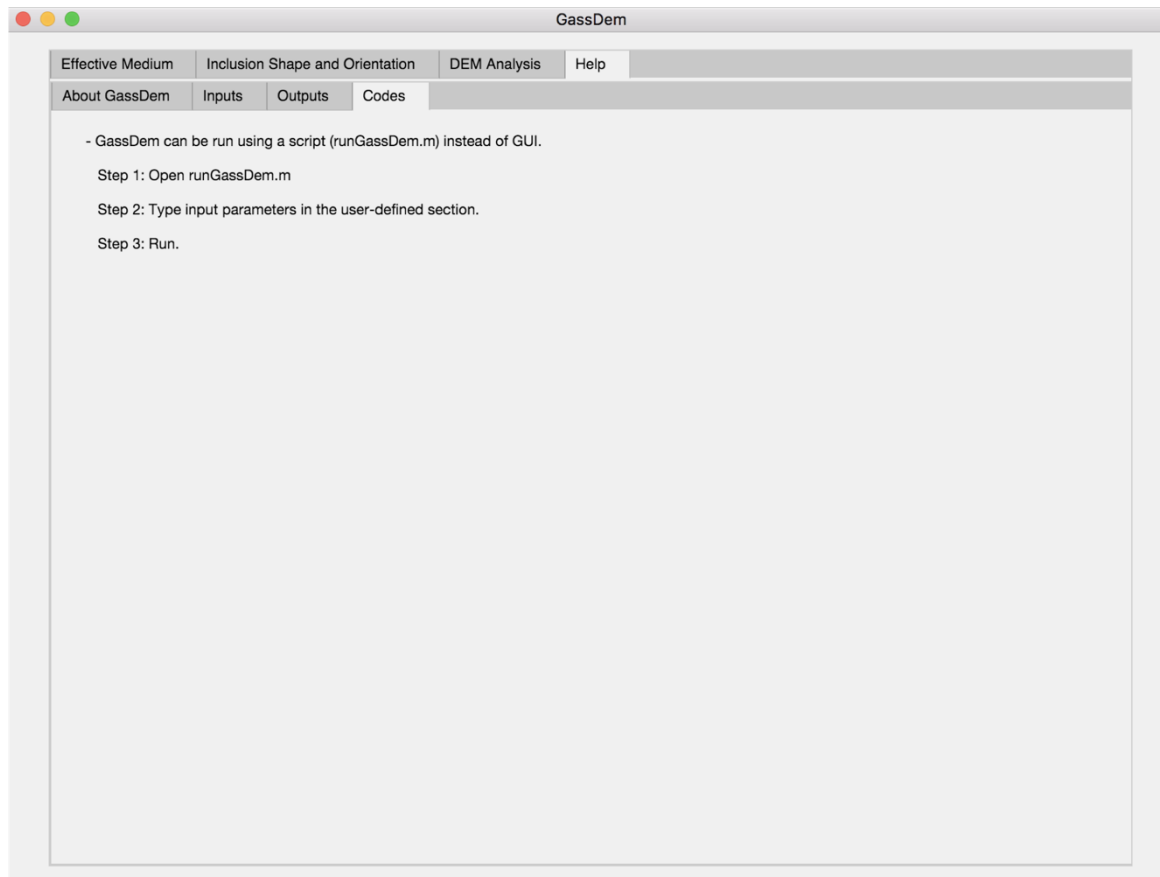 GassDem
Effective Medium Inclusion Shape and Orientation DEM Analysis Help
About GassDem Inputs Outputs Codes
- GassDem can be run using a script (runGassDem.m) instead of GUI.
Step 1: Open runGassDem.m
Step 2: Type input parameters in the user-defined section.
Step 3: Run.